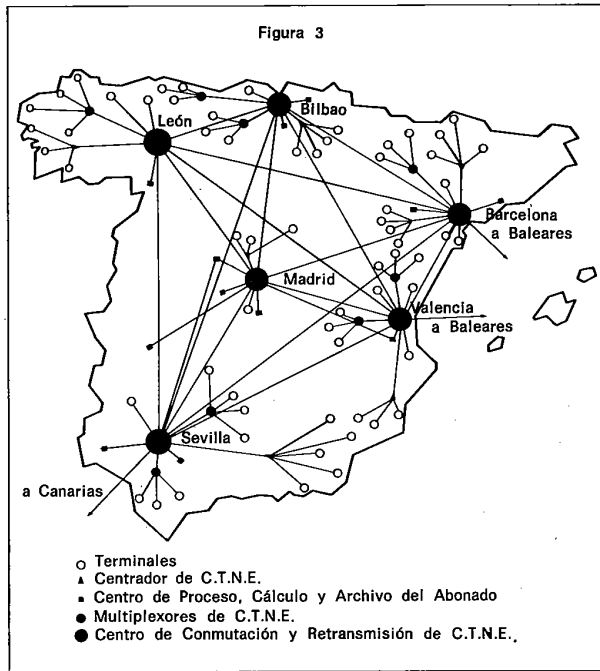 Figura 3
León
Bilbao
Barcelona
a Baleares
Madrid
Valencia
a Baleares
Sevilla
a Canarias
Terminales
Centrador de C.T.N.E.
Centro de Proceso, Cálculo y Archivo del Abonado
Multiplexores de C.T.N.E.
Centro de Conmutación y Retransmisión de C.T.N.E.